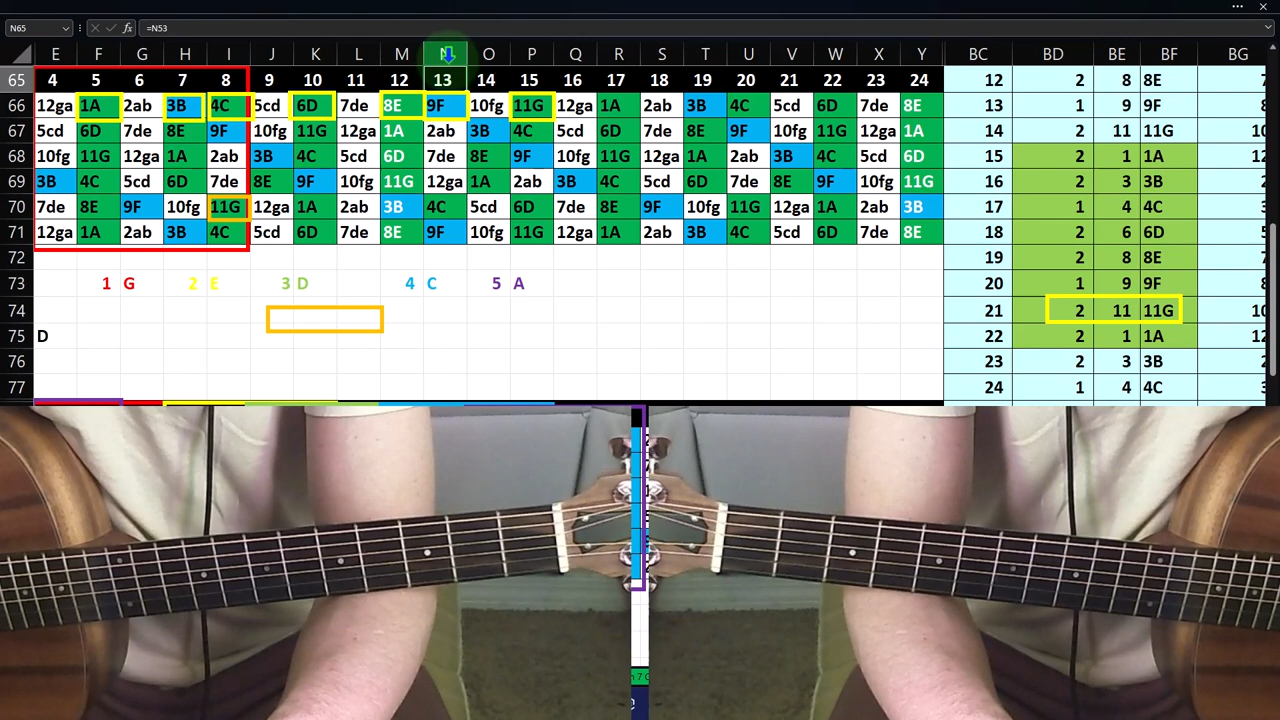 N65 =N53
E F G H I J K L M N O P Q R S T U V W X Y BC BD BE BF BG
65 4 5 6 7 8 9 10 11 12 13 14 15 16 17 18 19 20 21 22 23 24 12 2 8 8E
66 12ga 1A 2ab 3B 4C 5cd 6D 7de 8E 9F 10fg 11G 12ga 1A 2ab 3B 4C 5cd 6D 7de 8E 13 1 9 9F
67 5cd 6D 7de 8E 9F 10fg 11G 12ga 1A 2ab 3B 4C 5cd 6D 7de 8E 9F 10fg 11G 12ga 1A 14 2 11 11G
68 10fg 11G 12ga 1A 2ab 3B 4C 5cd 6D 7de 8E 9F 10fg 11G 12ga 1A 2ab 3B 4C 5cd 6D 15 2 1 1A
69 3B 4C 5cd 6D 7de 8E 9F 10fg 11G 12ga 1A 2ab 3B 4C 5cd 6D 7de 8E 9F 10fg 11G 16 2 3 3B
70 7de 8E 9F 10fg 11G 12ga 1A 2ab 3B 4C 5cd 6D 7de 8E 9F 10fg 11G 12ga 1A 2ab 3B 17 1 4 4C
71 12ga 1A 2ab 3B 4C 5cd 6D 7de 8E 9F 10fg 11G 12ga 1A 2ab 3B 4C 5cd 6D 7de 8E 18 2 6 6D
72 19 2 8 8E
73 1 G 2 E 3 D 4 C 5 A 20 1 9 9F
74 21 2 11 11G
75 D 22 2 1 1A
76 23 2 3 3B
77 24 1 4 4C